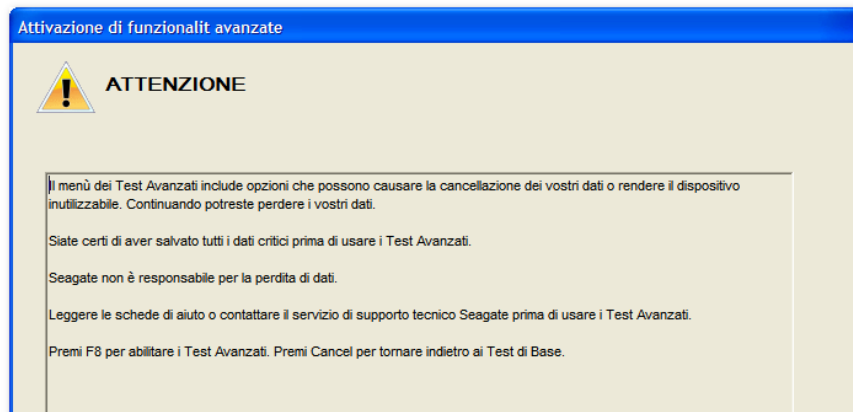 Attivazione di funzionalit avanzate
ATTENZIONE
Il menù dei Test Avanzati include opzioni che possono causare la cancellazione dei vostri dati o rendere il dispositivo
inutilizzabile. Continuando potreste perdere i vostri dati.
Siate certi di aver salvato tutti i dati critici prima di usare i Test Avanzati.
Seagate non è responsabile per la perdita di dati.
Leggere le schede di aiuto o contattare il servizio di supporto tecnico Seagate prima di usare i Test Avanzati.
Premi F8 per abilitare i Test Avanzati. Premi Cancel per tornare indietro ai Test di Base.